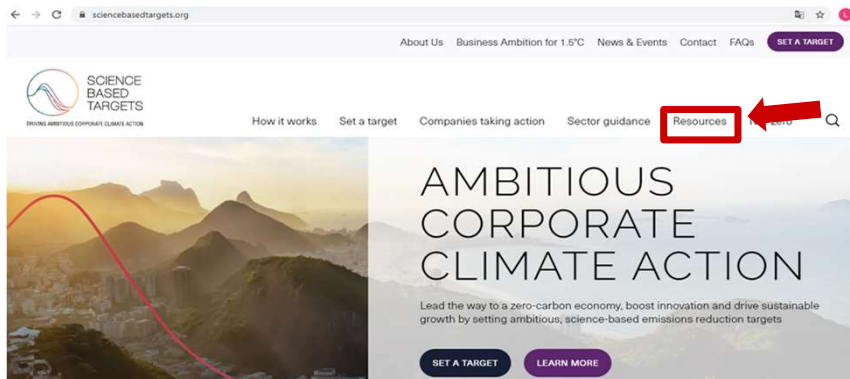 sciencebasedtargets.org
About Us Business Ambition for 1.5°C News & Events Contact FAQs SET A TARGET
SCIENCE
BASED
TARGETS
DRIVING AMBITIOUS CORPORATE CLIMATE ACTION
How it works Set a target Companies taking action Sector guidance Resources
AMBITIOUS
CORPORATE
CLIMATE ACTION
Lead the way to a zero-carbon economy, boost innovation and drive sustainable
growth by setting ambitious, science-based emissions reduction targets
SET A TARGET LEARN MORE